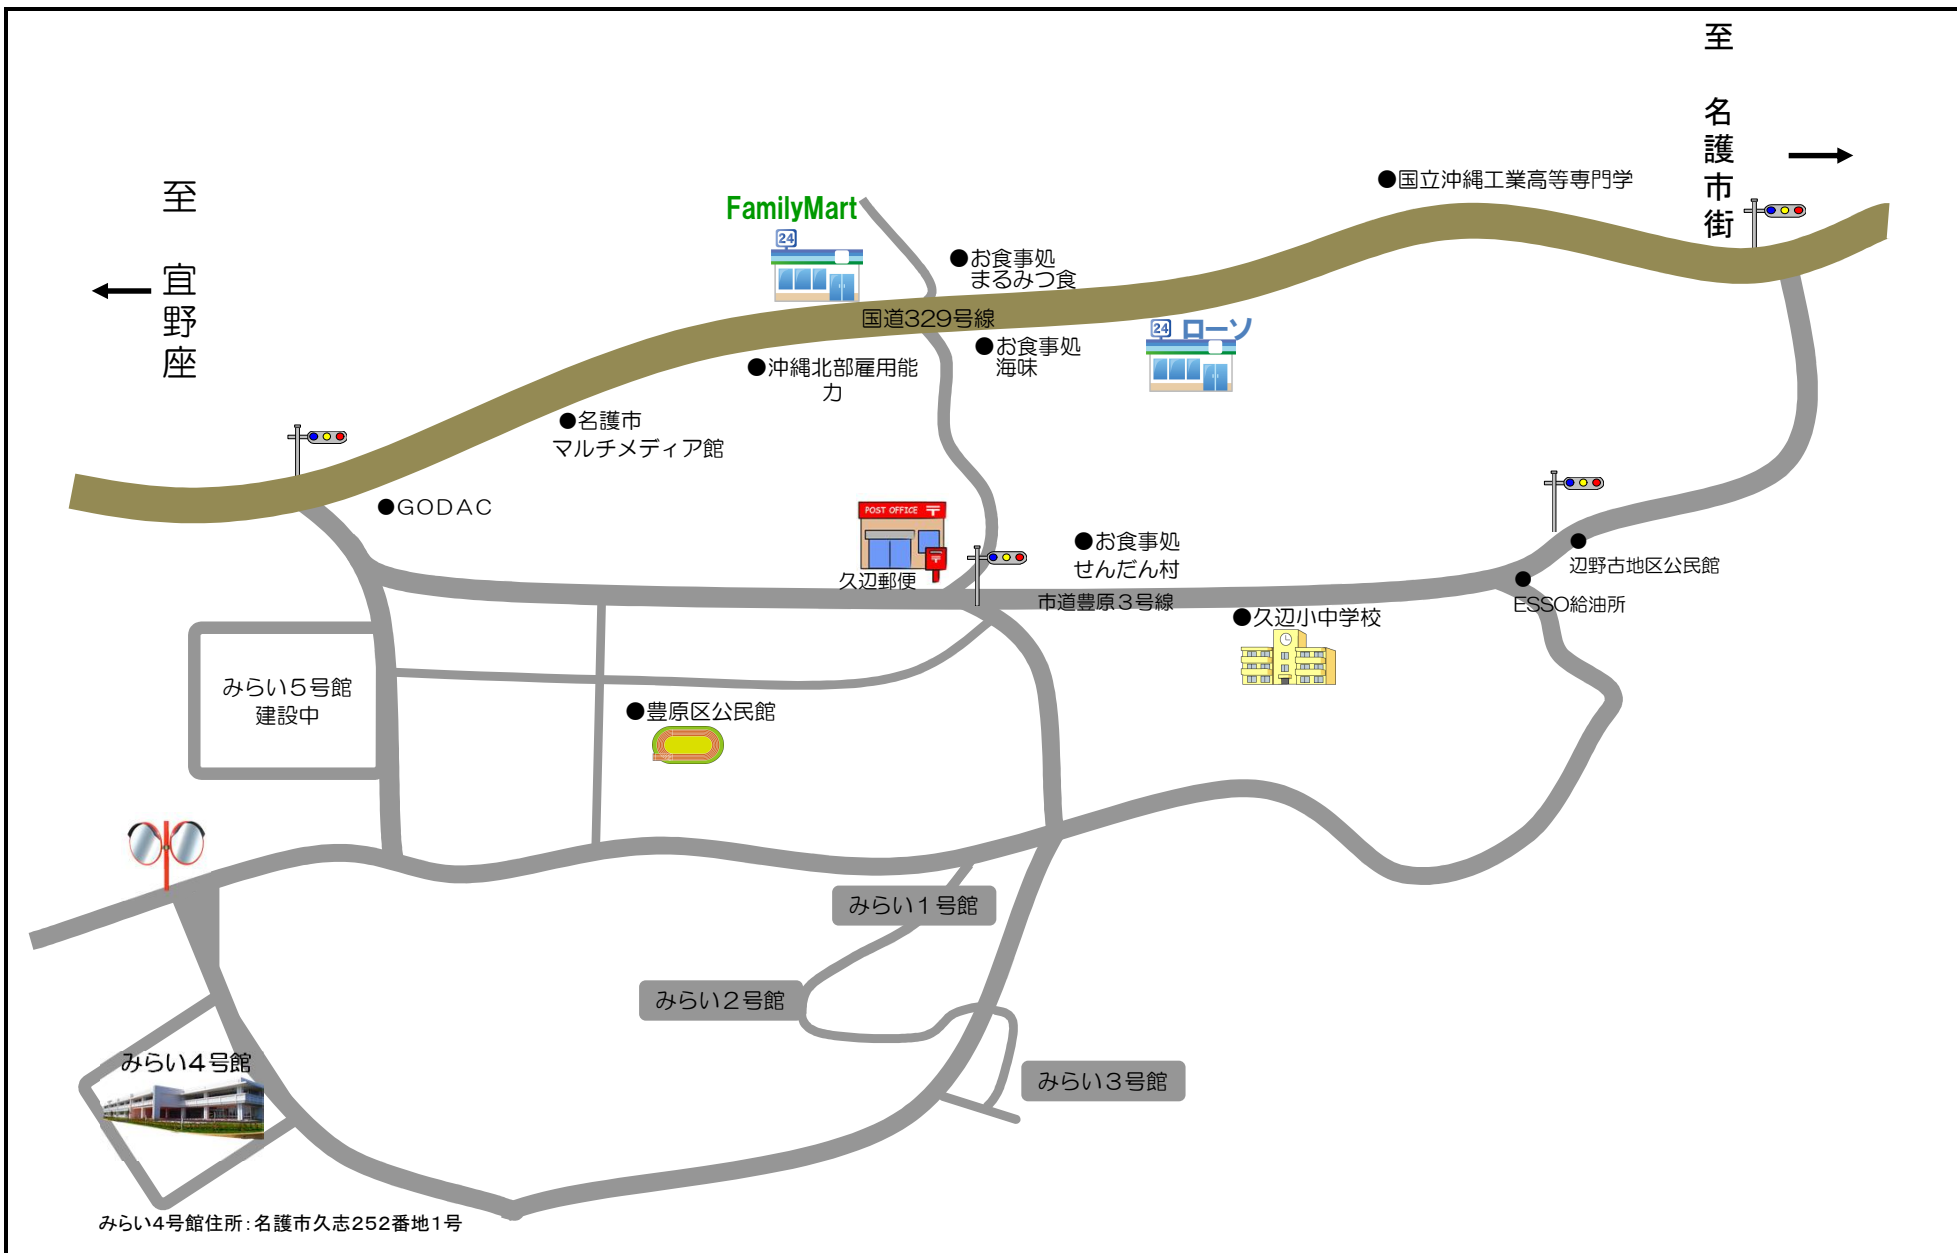 至 名護市街
至 宜野座
●国立沖縄工業高等専門学
FamilyMart
24
●お食事処
まるみつ食
国道329号線
24 ローソ
●お食事処
海味
●沖縄北部雇用能
力
●名護市
マルチメディア館
●GODAC
POST OFFICE 〒
〒
久辺郵便
●お食事処
せんだん村
市道豊原3号線
●久辺小中学校
辺野古地区公民館
ESSO給油所
みらい5号館
建設中
●豊原区公民館
みらい1号館
みらい2号館
みらい3号館
みらい4号館
みらい4号館住所:名護市久志252番地1号